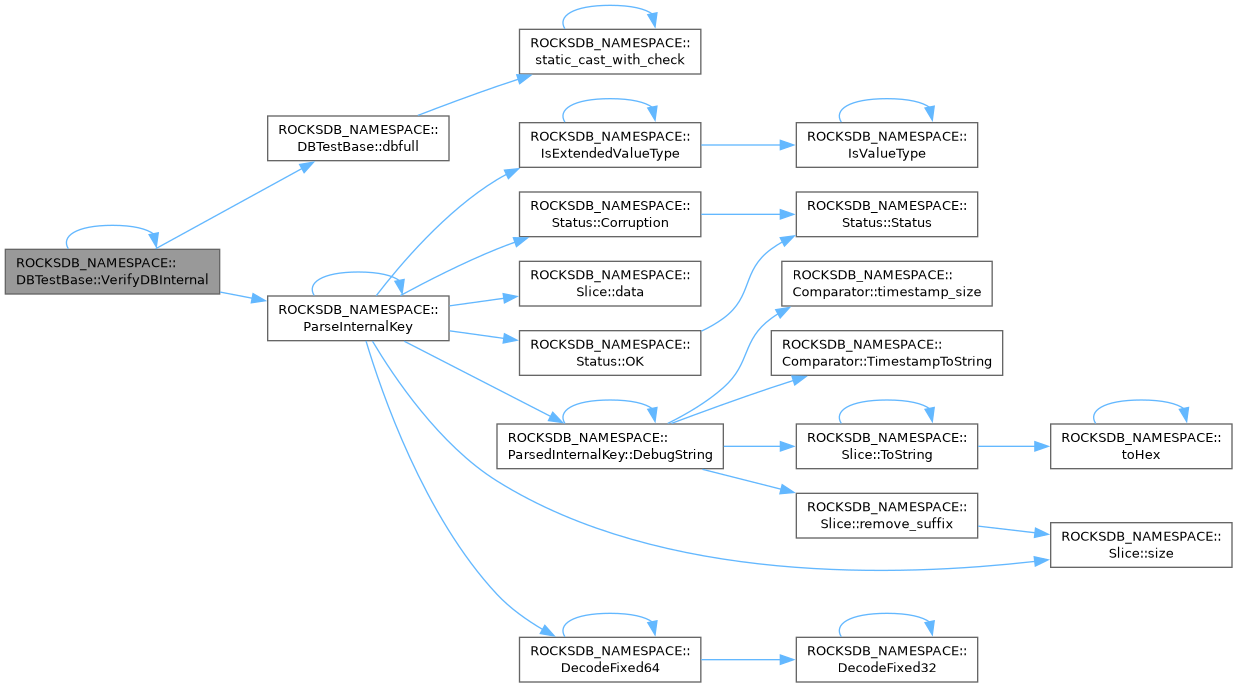 ROCKSDB_NAMESPACE::
static_cast_with_check
ROCKSDB_NAMESPACE::
DBTestBase::dbfull
ROCKSDB_NAMESPACE::
IsExtendedValueType
ROCKSDB_NAMESPACE::
IsValueType
ROCKSDB_NAMESPACE::
Status::Corruption
ROCKSDB_NAMESPACE::
Status::Status
ROCKSDB_NAMESPACE::
DBTestBase::VerifyDBInternal
ROCKSDB_NAMESPACE::
Slice::data
ROCKSDB_NAMESPACE::
Comparator::timestamp_size
ROCKSDB_NAMESPACE::
ParseInternalKey
ROCKSDB_NAMESPACE::
Status::OK
ROCKSDB_NAMESPACE::
Comparator::TimestampToString
ROCKSDB_NAMESPACE::
ParsedInternalKey::DebugString
ROCKSDB_NAMESPACE::
Slice::ToString
ROCKSDB_NAMESPACE::
toHex
ROCKSDB_NAMESPACE::
Slice::remove_suffix
ROCKSDB_NAMESPACE::
Slice::size
ROCKSDB_NAMESPACE::
DecodeFixed64
ROCKSDB_NAMESPACE::
DecodeFixed32